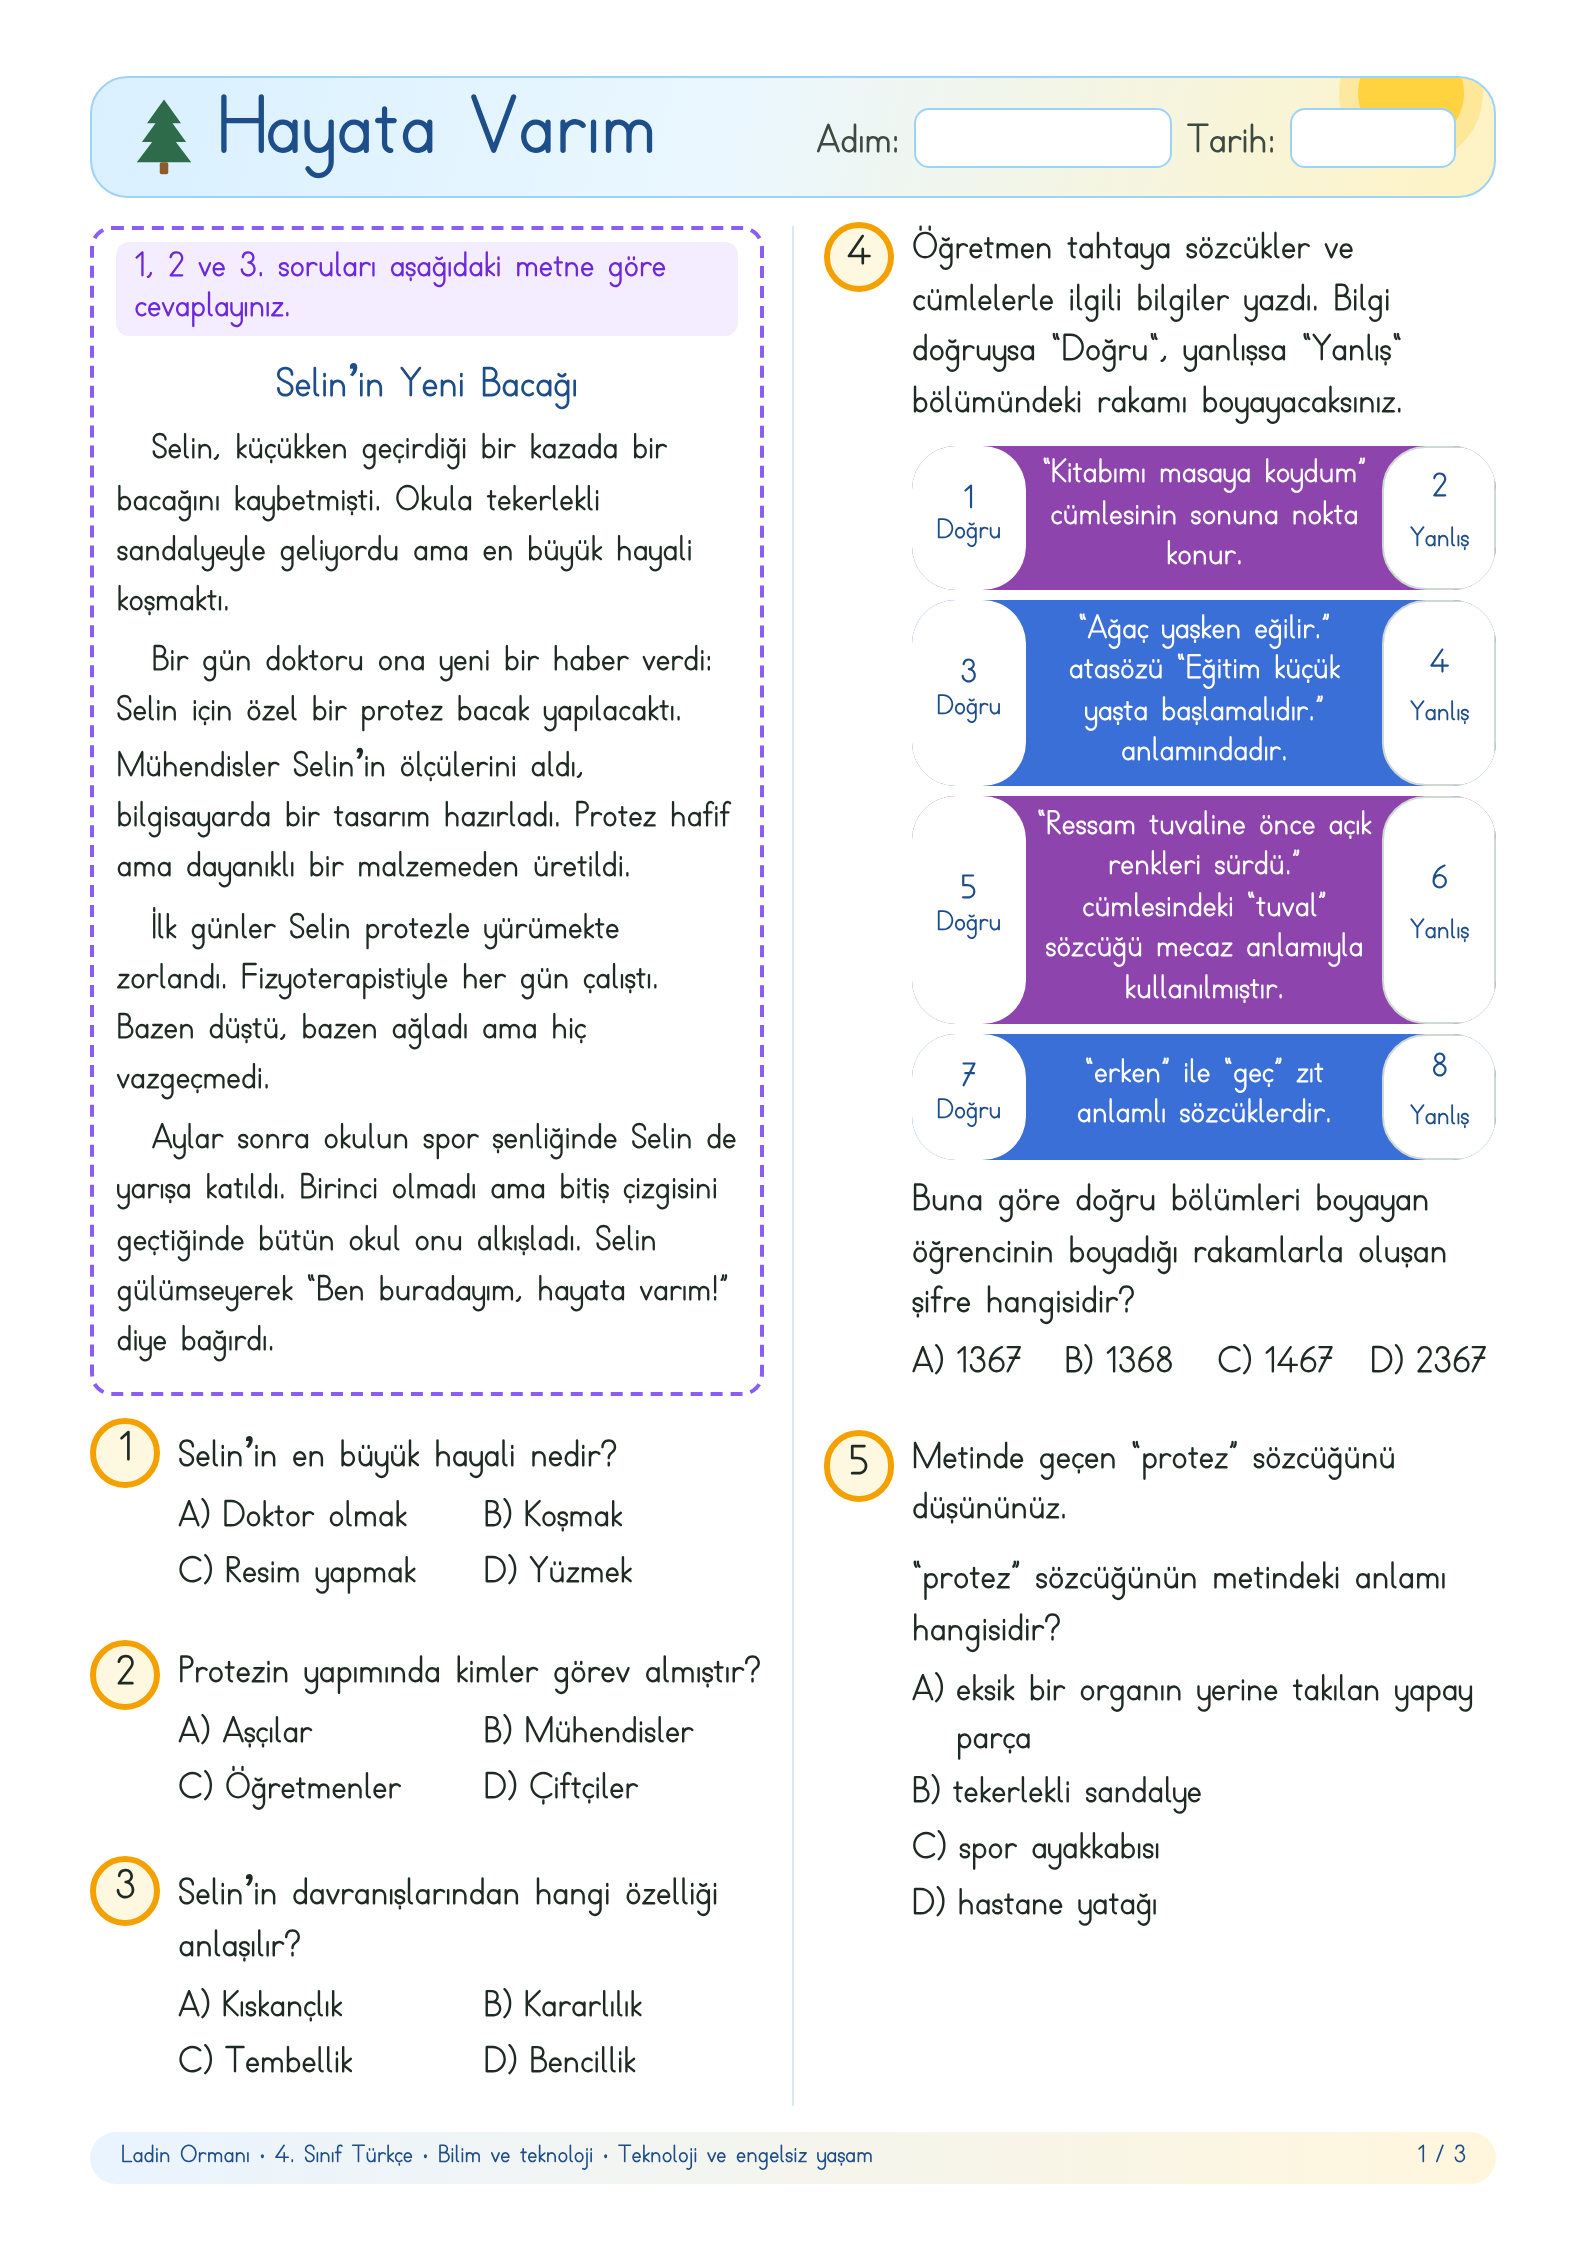 Hayata Varım
Adım:
Tarih:
1, 2 ve 3. soruları aşağıdaki metne göre
cevaplayınız.
Selin'in Yeni Bacağı
Selin, küçükken geçirdiği bir kazada bir
bacağını kaybetmişti. Okula tekerlekli
sandalyeyle geliyordu ama en büyük hayali
koşmaktı.
Bir gün doktoru ona yeni bir haber verdi:
Selin için özel bir protez bacak yapılacaktı.
Mühendisler Selin'in ölçülerini aldı,
bilgisayarda bir tasarım hazırladı. Protez hafif
ama dayanıklı bir malzemeden üretildi.
İlk günler Selin protezle yürümekte
zorlandı. Fizyoterapistiyle her gün çalıştı.
Bazen düştü, bazen ağladı ama hiç
vazgeçmedi.
Aylar sonra okulun spor şenliğinde Selin de
yarışa katıldı. Birinci olmadı ama bitiş çizgisini
geçtiğinde bütün okul onu alkışladı. Selin
gülümseyerek “Ben buradayım, hayata varım!”
diye bağırdı.
1
Selin'in en büyük hayali nedir?
A) Doktor olmak B) Koşmak
C) Resim yapmak D) Yüzmek
2
Protezin yapımında kimler görev almıştır?
A) Aşçılar B) Mühendisler
C) Öğretmenler D) Çiftçiler
3
Selin'in davranışlarından hangi özelliği
anlaşılır?
A) Kıskançlık B) Kararlılık
C) Tembellik D) Bencillik
4
Öğretmen tahtaya sözcükler ve
cümlelerle ilgili bilgiler yazdı. Bilgi
doğruysa “Doğru“, yanlışsa “Yanlış“
bölümündeki rakamı boyayacaksınız.
1
Doğru
“Kitabımı masaya koydum”
cümlesinin sonuna nokta
konur.
2
Yanlış
3
Doğru
“Ağaç yaşken eğilir.”
atasözü “Eğitim küçük
yaşta başlamalıdır.”
anlamındadır.
4
Yanlış
5
Doğru
“Ressam tuvaline önce açık
renkleri sürdü.”
cümlesindeki “tuval”
sözcüğü mecaz anlamıyla
kullanılmıştır.
6
Yanlış
7
Doğru
“erken” ile “geç” zıt
anlamlı sözcüklerdir.
8
Yanlış
Buna göre doğru bölümleri boyayan
öğrencinin boyadığı rakamlarla oluşan
şifre hangisidir?
A) 1367 B) 1368 C) 1467 D) 2367
5
Metinde geçen “protez” sözcüğünü
düşününüz.
“protez” sözcüğünün metindeki anlamı
hangisidir?
A) eksik bir organın yerine takılan yapay
parça
B) tekerlekli sandalye
C) spor ayakkabısı
D) hastane yatağı
Ladin Ormanı • 4. Sınıf Türkçe • Bilim ve teknoloji • Teknoloji ve engelsiz yaşam
1 / 3